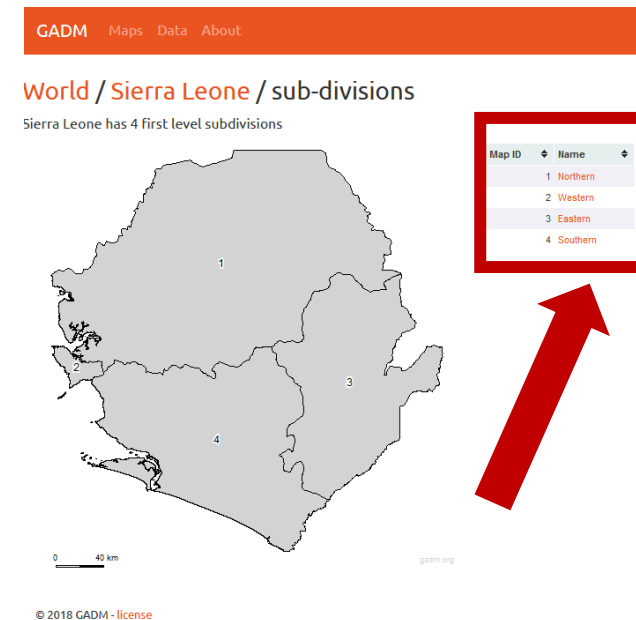 GADM Maps Data About
World / Sierra Leone / sub-divisions
Sierra Leone has 4 first level subdivisions
Map ID Name
1 Northern
2 Western
3 Eastern
4 Southern
1
2
3
4
0 40 km
gadm.org
© 2018 GADM - license